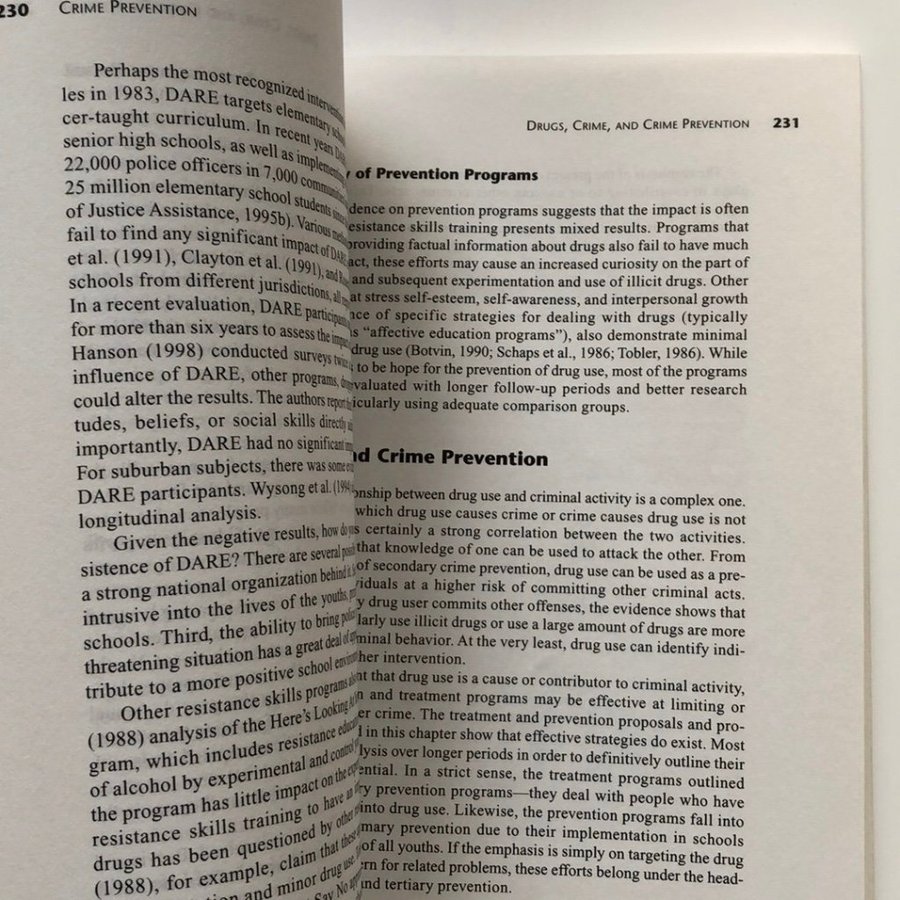 230 CRIME PREVENTION
Perhaps the most recognized
les in 1983, DARE targets elementary
cer-taught curriculum. In recent years
senior high schools, as well as implementing
22,000 police officers in 7,000
25 million elementary school students
of Justice Assistance, 1995b). Various
fail to find any significant impact of DARE
et al. (1991), Clayton et al. (1991), and
schools from different jurisdictions, all
In a recent evaluation, DARE
for more than six years to assess the
Hanson (1998) conducted surveys
influence of DARE, other programs,
could alter the results. The authors report
tudes, beliefs, or social skills directly
importantly, DARE had no significant
For suburban subjects, there was some
DARE participants. Wysong et al. (1994)
longitudinal analysis.
Given the negative results, how do
sistence of DARE? There are several
a strong national organization behind it.
intrusive into the lives of the youths,
schools. Third, the ability to bring
threatening situation has a great deal of
tribute to a more positive school
Other resistance skills programs
(1988) analysis of the Here's Looking
gram, which includes resistance
of alcohol by experimental and control
the program has little impact on the
resistance skills training to have an
drugs has been questioned by other
(1988), for example, claim that these
and minor drug use.
Say No
DRUGS, CRIME, AND CRIME PREVENTION 231
of Prevention Programs
dence on prevention programs suggests that the impact is often
esistance skills training presents mixed results. Programs that
providing factual information about drugs also fail to have much
act, these efforts may cause an increased curiosity on the part of
and subsequent experimentation and use of illicit drugs. Other
at stress self-esteem, self-awareness, and interpersonal growth
nce of specific strategies for dealing with drugs (typically
s "affective education programs"), also demonstrate minimal
drug use (Botvin, 1990; Schaps et al., 1986; Tobler, 1986). While
to be hope for the prevention of drug use, most of the programs
evaluated with longer follow-up periods and better research
icularly using adequate comparison groups.
nd Crime Prevention
onship between drug use and criminal activity is a complex one.
which drug use causes crime or crime causes drug use is not
s certainly a strong correlation between the two activities.
that knowledge of one can be used to attack the other. From
of secondary crime prevention, drug use can be used as a pre-
viduals at a higher risk of committing other criminal acts.
y drug user commits other offenses, the evidence shows that
larly use illicit drugs or use a large amount of drugs are more
minal behavior. At the very least, drug use can identify indi-
her intervention.
nt that drug use is a cause or contributor to criminal activity,
n and treatment programs may be effective at limiting or
er crime. The treatment and prevention proposals and pro-
d in this chapter show that effective strategies do exist. Most
lysis over longer periods in order to definitively outline their
ential. In a strict sense, the treatment programs outlined
ry prevention programs—they deal with people who have
into drug use. Likewise, the prevention programs fall into
mary prevention due to their implementation in schools
of all youths. If the emphasis is simply on targeting the drug
ern for related problems, these efforts belong under the head-
and tertiary prevention.